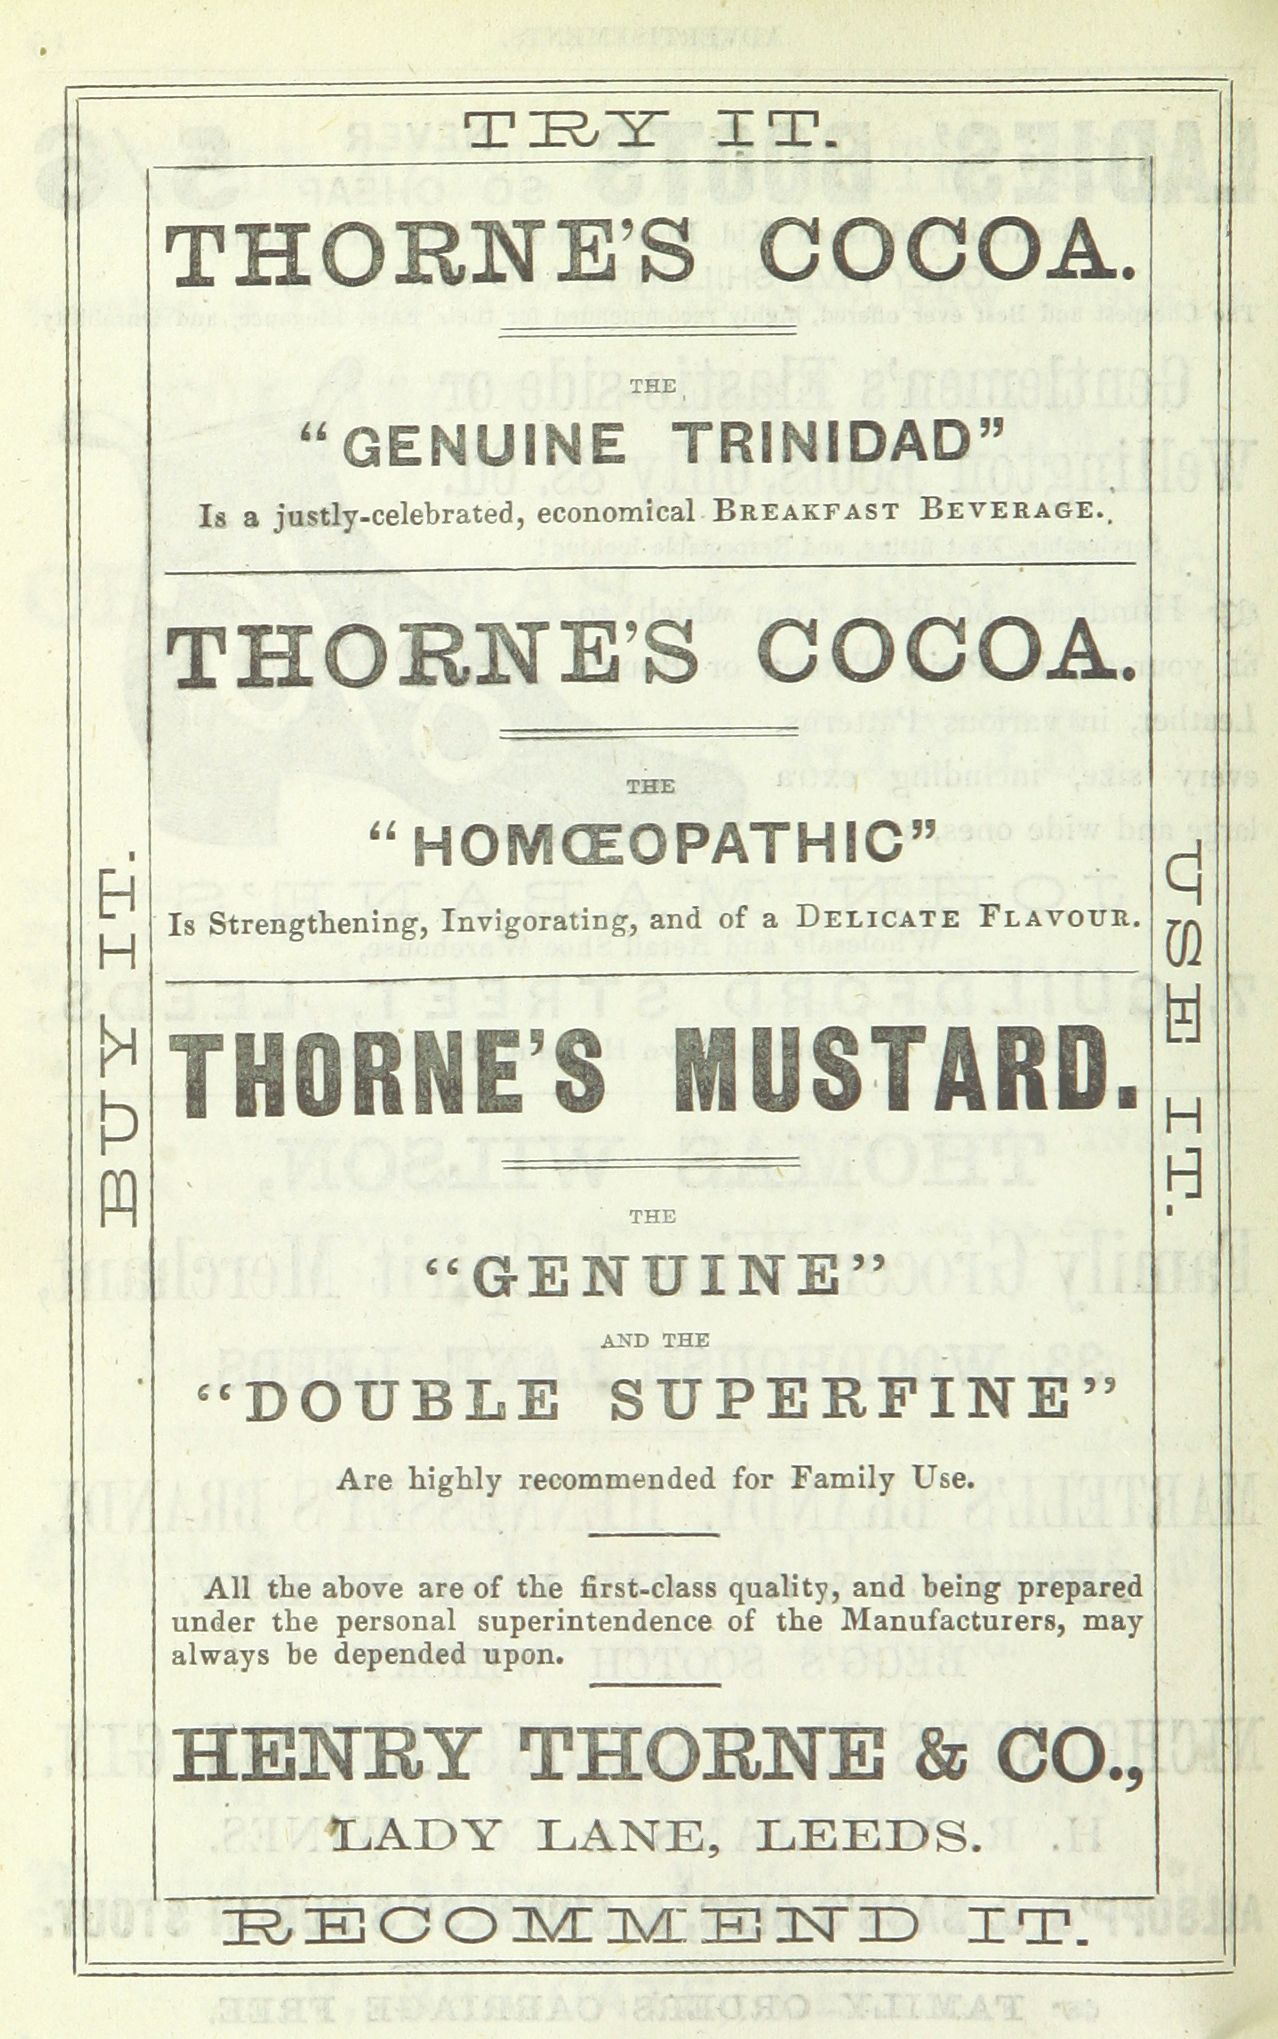 TRY IT.
THORNE'S COCOA.
THE
"GENUINE TRINIDAD"
Is a justly-celebrated, economical BREAKFAST BEVERAGE.
THORNE'S COCOA.
THE
"HOMŒOPATHIC"
Is Strengthening, Invigorating, and of a DELICATE FLAVOUR.
THORNE'S MUSTARD.
THE
"GENUINE"
AND THE
"DOUBLE SUPERFINE"
Are highly recommended for Family Use.
All the above are of the first-class quality, and being prepared
under the personal superintendence of the Manufacturers, may
always be depended upon.
HENRY THORNE & CO.,
LADY LANE, LEEDS.
BUY IT.
USE IT.
RECOMMEND IT.